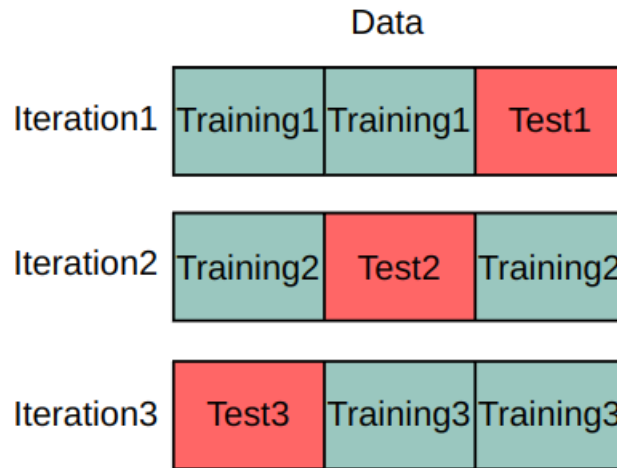 Data
Iteration1 Training1 Training1 Test1
Iteration2 Training2 Test2 Training2
Iteration3 Test3 Training3 Training3